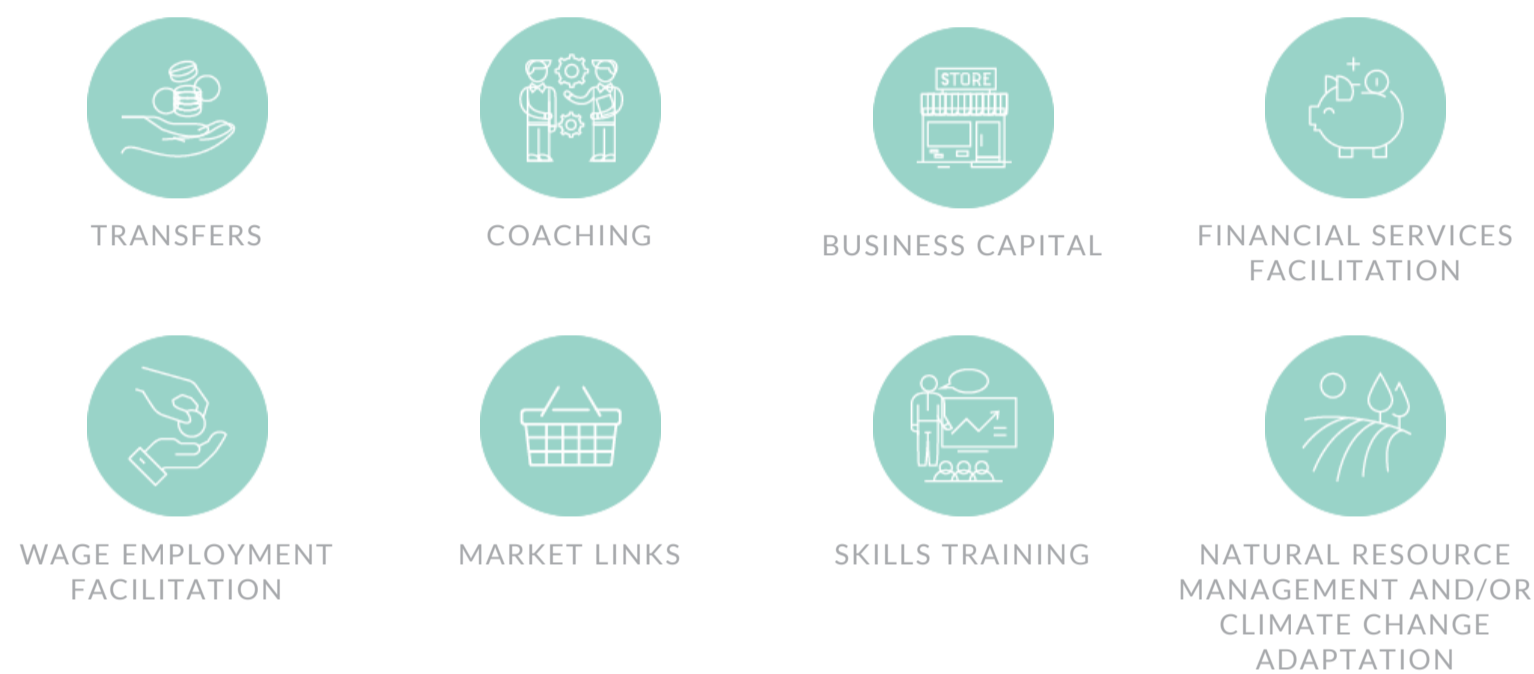 STORE
TRANSFERS
COACHING
BUSINESS CAPITAL
FINANCIAL SERVICES
FACILITATION
WAGE EMPLOYMENT
FACILITATION
MARKET LINKS
SKILLS TRAINING
NATURAL RESOURCE
MANAGEMENT AND/OR
CLIMATE CHANGE
ADAPTATION